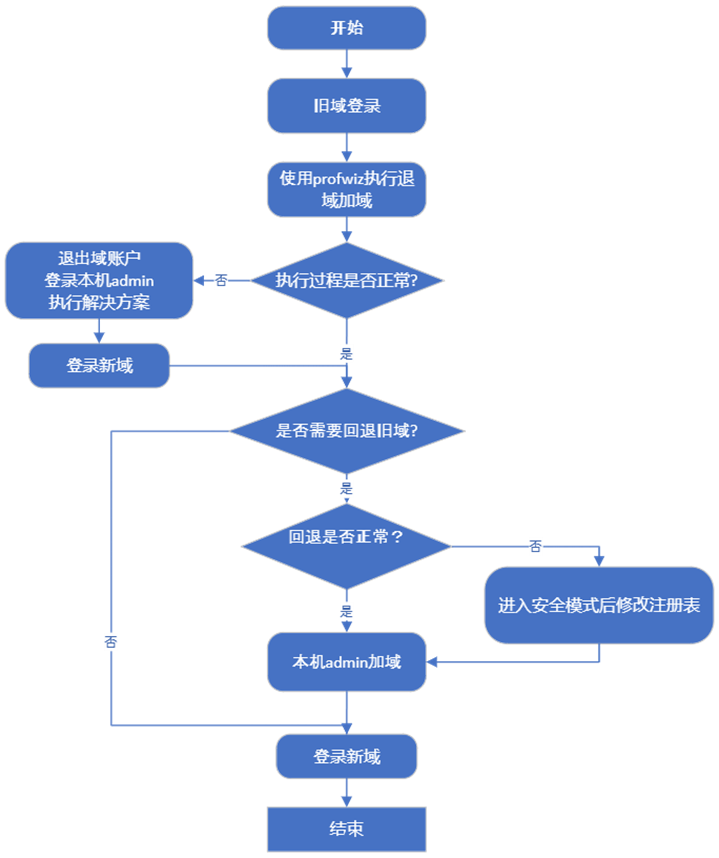 开始
旧域登录
使用profwiz执行退
域加域
执行过程是否正常?
否
退出域账户
登录本机admin
执行解决方案
登录新域
是
是否需要回退旧域?
是
回退是否正常？
否
进入安全模式后修改注册表
是
否
本机admin加域
登录新域
结束